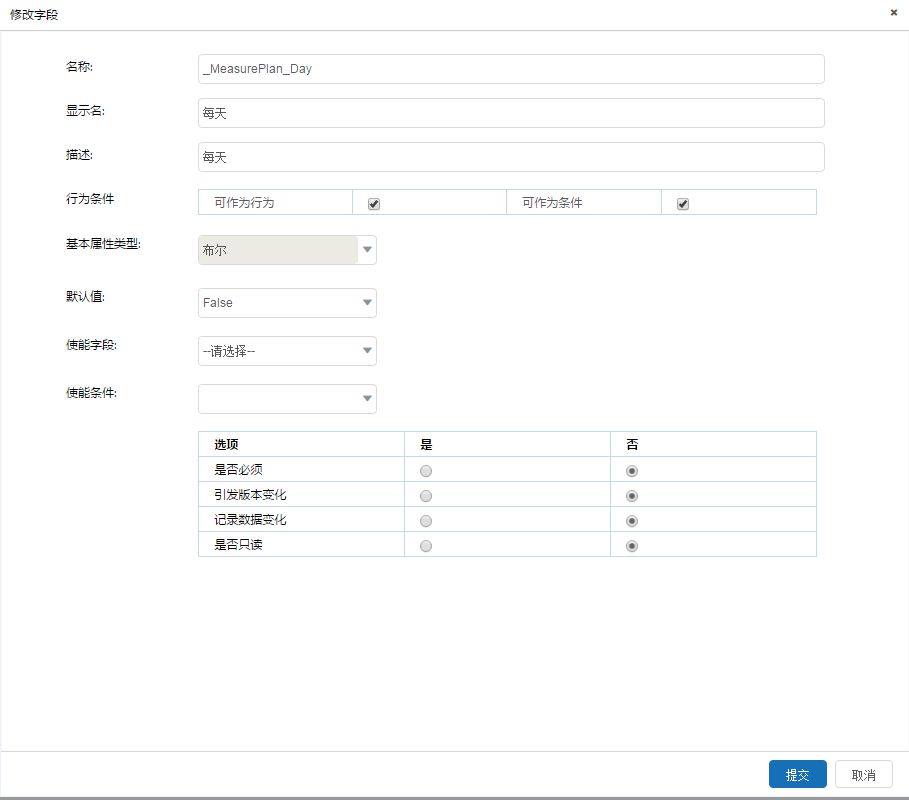 修改字段
名称: _MeasurePlan_Day
显示名: 每天
描述: 每天
行为条件 可作为行为 可作为条件
基本属性类型: 布尔
默认值: False
使能字段: --请选择--
使能条件:
选项 是 否
是否必须
引发版本变化
记录数据变化
是否只读
提交 取消